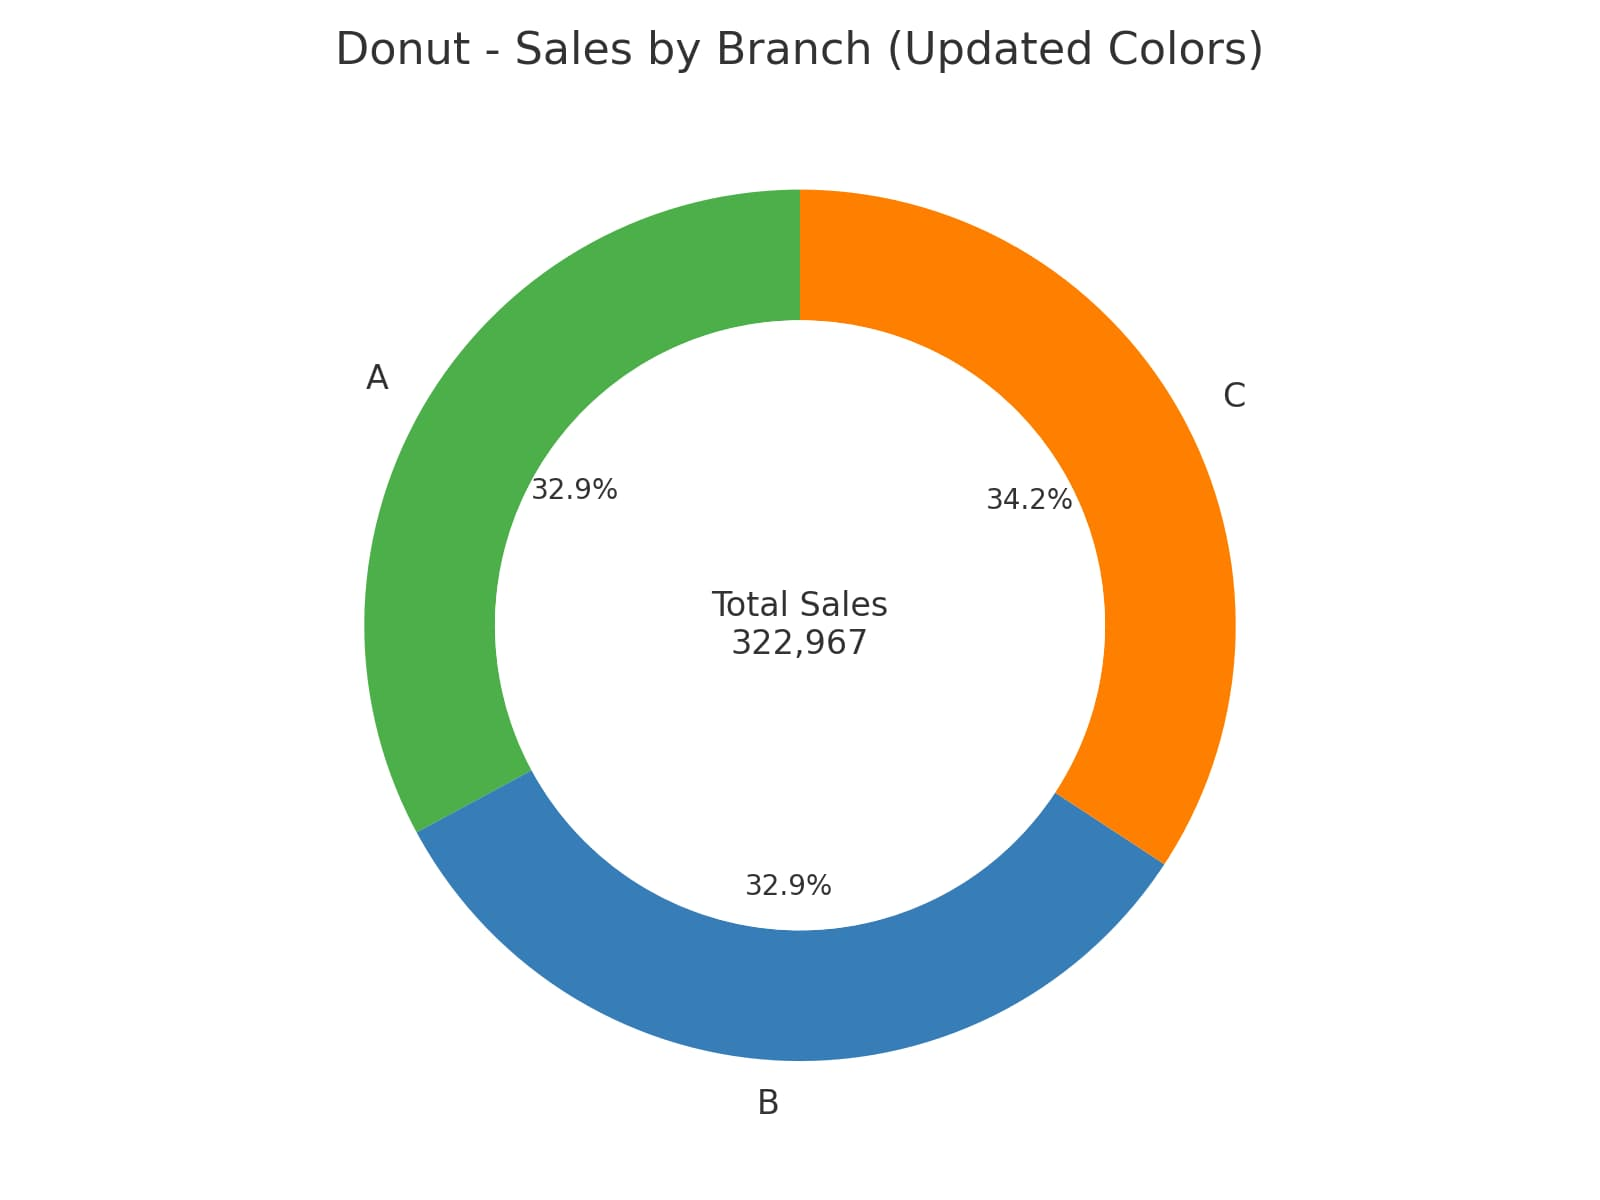 Donut - Sales by Branch (Updated Colors)
A
C
32.9%
34.2%
Total Sales
322,967
32.9%
B